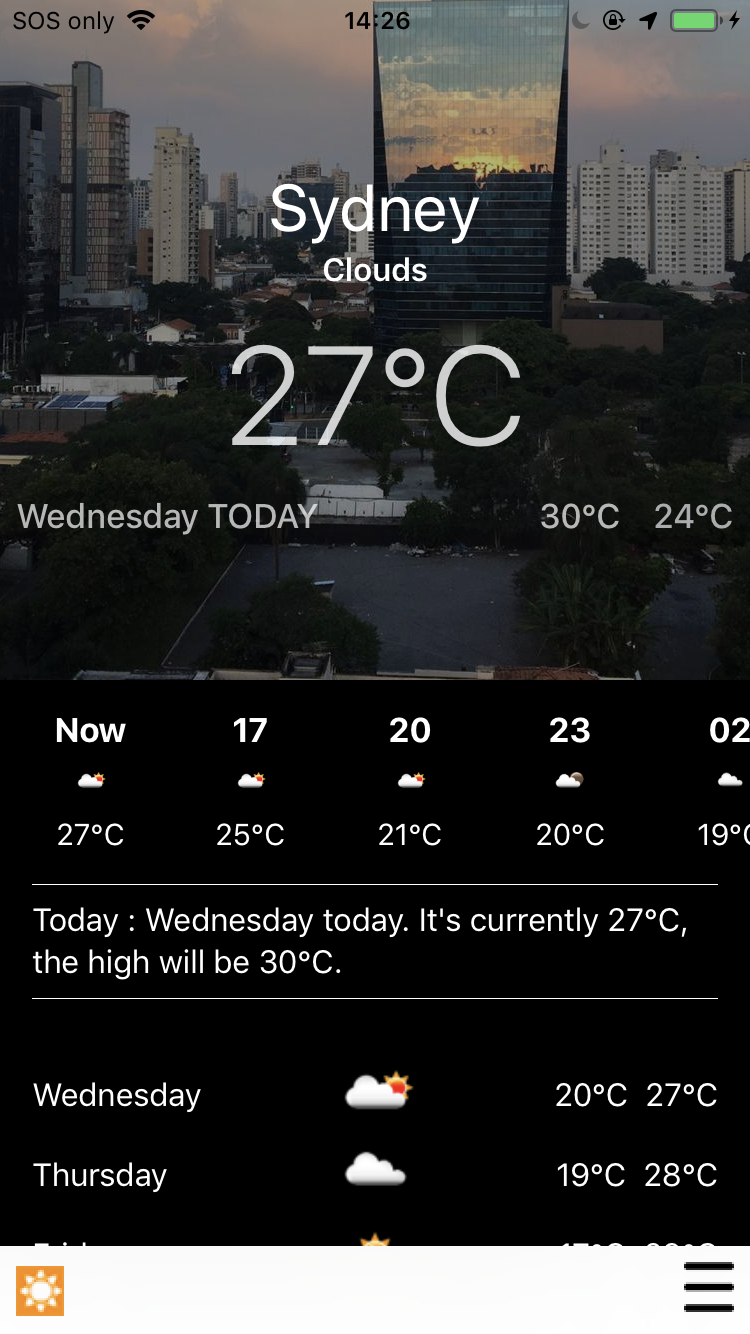 SOS only 14:26
Sydney
Clouds
27°C
Wednesday TODAY 30°C 24°C
Now 17 20 23 02
27°C 25°C 21°C 20°C 19°C
Today : Wednesday today. It's currently 27°C,
the high will be 30°C.
Wednesday 20°C 27°C
Thursday 19°C 28°C